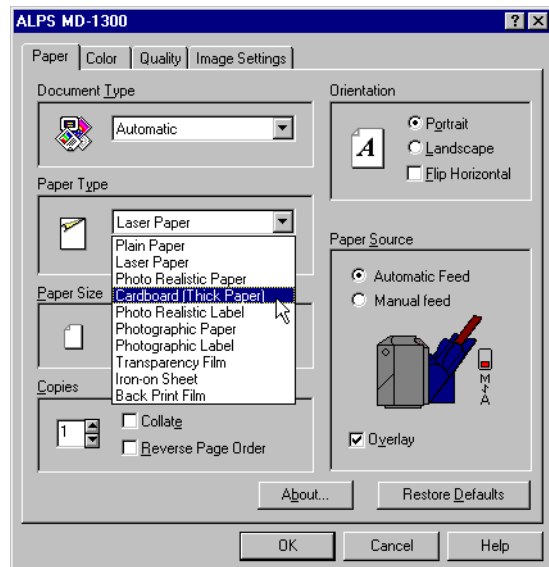 ALPS MD-1300
Paper Color Quality Image Settings
Document Type
Automatic
Paper Type
Laser Paper
Plain Paper
Laser Paper
Photo Realistic Paper
Cardboard (Thick Paper)
Photo Realistic Label
Photographic Paper
Photographic Label
Transparency Film
Iron-on Sheet
Back Print Film
Paper Size
Copies
1
Collate
Reverse Page Order
Orientation
A
Portrait
Landscape
Flip Horizontal
Paper Source
Automatic Feed
Manual feed
M
A
Overlay
About... Restore Defaults
OK Cancel Help